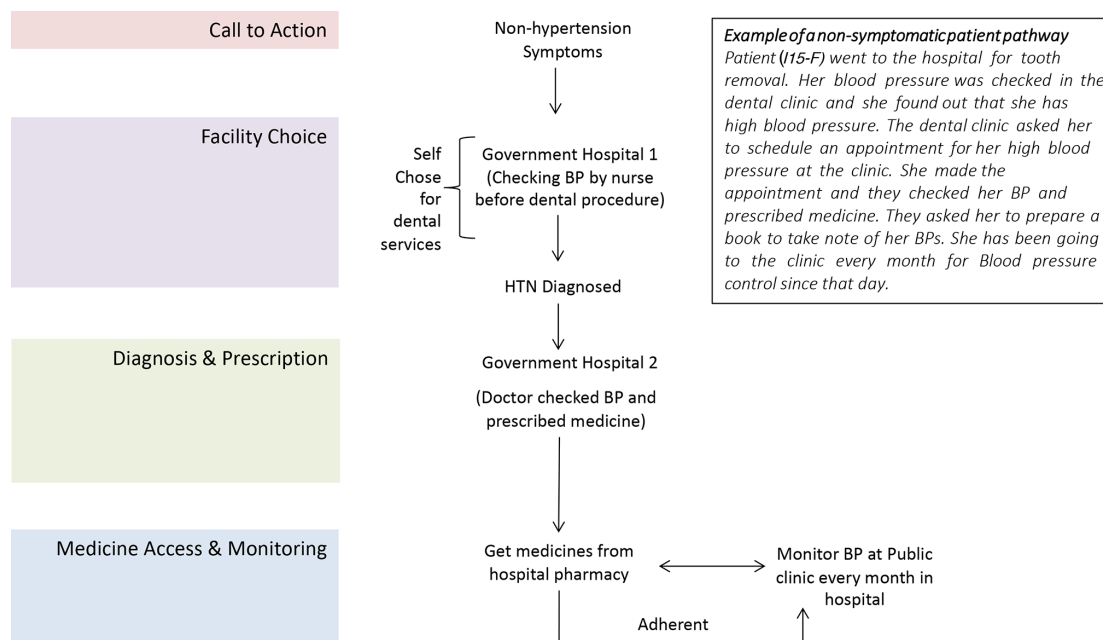 Call to Action
Non-hypertension
Symptoms
Example of a non-symptomatic patient pathway
Patient (I15-F) went to the hospital for tooth
removal. Her blood pressure was checked in the
dental clinic and she found out that she has
high blood pressure. The dental clinic asked her
to schedule an appointment for her high blood
pressure at the clinic. She made the
appointment and they checked her BP and
prescribed medicine. They asked her to prepare a
book to take note of her BPs. She has been going
to the clinic every month for Blood pressure
control since that day.
Facility Choice
Self
Chose
for
dental
services
Government Hospital 1
(Checking BP by nurse
before dental procedure)
HTN Diagnosed
Diagnosis & Prescription
Government Hospital 2
(Doctor checked BP and
prescribed medicine)
Medicine Access & Monitoring
Get medicines from
hospital pharmacy
Monitor BP at Public
clinic every month in
hospital
Adherent